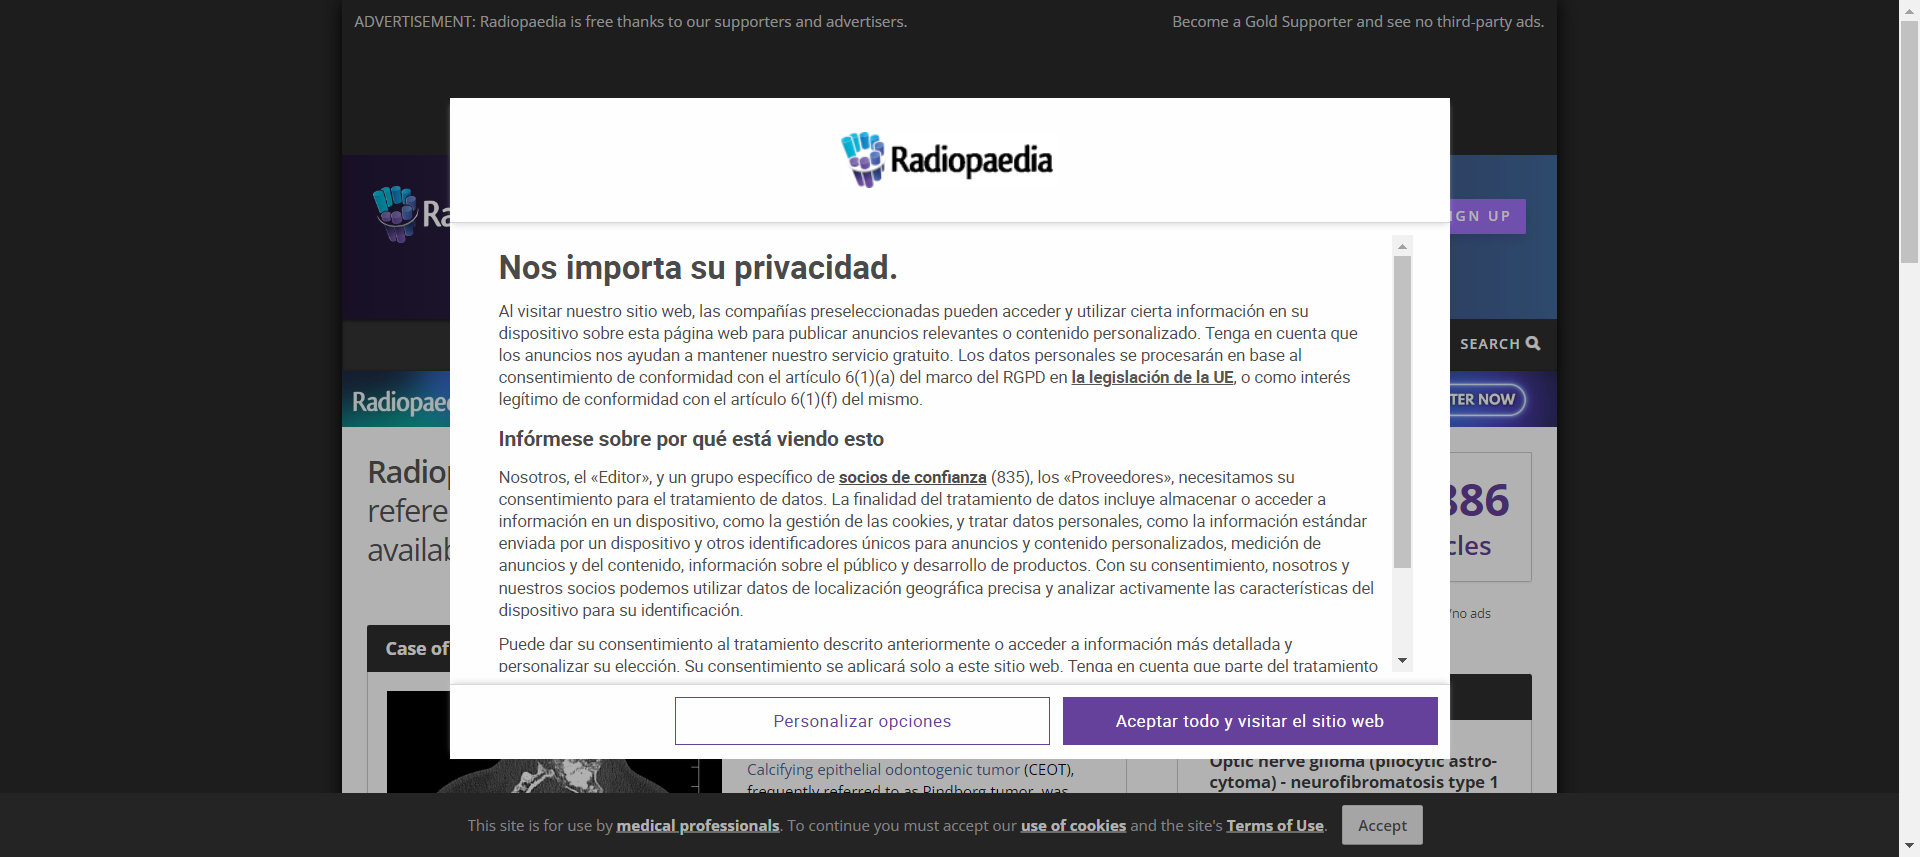 ADVERTISEMENT: Radiopaedia is free thanks to our supporters and advertisers.
Become a Gold Supporter and see no third-party ads.
Radiopaedia
Nos importa su privacidad.
Al visitar nuestro sitio web, las compañías preseleccionadas pueden acceder y utilizar cierta información en su
dispositivo sobre esta página web para publicar anuncios relevantes o contenido personalizado. Tenga en cuenta que
los anuncios nos ayudan a mantener nuestro servicio gratuito. Los datos personales se procesarán en base al
consentimiento de conformidad con el artículo 6(1)(a) del marco del RGPD en la legislación de la UE, o como interés
legítimo de conformidad con el artículo 6(1)(f) del mismo.
Infórmese sobre por qué está viendo esto
Nosotros, el «Editor», y un grupo específico de socios de confianza (835), los «Proveedores», necesitamos su
consentimiento para el tratamiento de datos. La finalidad del tratamiento de datos incluye almacenar o acceder a
información en un dispositivo, como la gestión de las cookies, y tratar datos personales, como la información estándar
enviada por un dispositivo y otros identificadores únicos para anuncios y contenido personalizados, medición de
anuncios y del contenido, información sobre el público y desarrollo de productos. Con su consentimiento, nosotros y
nuestros socios podemos utilizar datos de localización geográfica precisa y analizar activamente las características del
dispositivo para su identificación.
Puede dar su consentimiento al tratamiento descrito anteriormente o acceder a información más detallada y
personalizar su elección. Su consentimiento se aplicará solo a este sitio web. Tenga en cuenta que parte del tratamiento
Personalizar opciones
Aceptar todo y visitar el sitio web
UP
SEARCH
NOW
Case of
/no ads
Calcifying epithelial odontogenic tumor (CEOT),
frequently referred to as Pindborg tumor, was
Optic nerve glioma (pilocytic astro-
cytoma) - neurofibromatosis type 1
This site is for use by medical professionals. To continue you must accept our use of cookies and the site's Terms of Use.
Accept